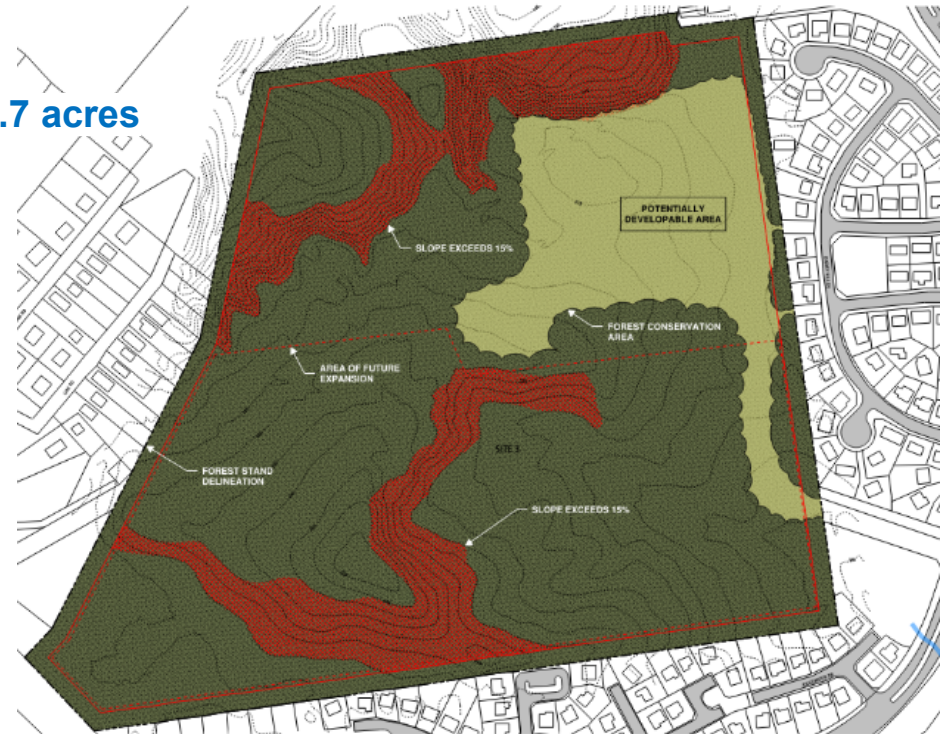 .7 acres
POTENTIALLY
DEVELOPABLE AREA
SLOPE EXCEEDS 15%
FOREST CONSERVATION
AREA
AREA OF FUTURE
EXPANSION
SITE 3
FOREST STAND
DELINEATION
SLOPE EXCEEDS 15%